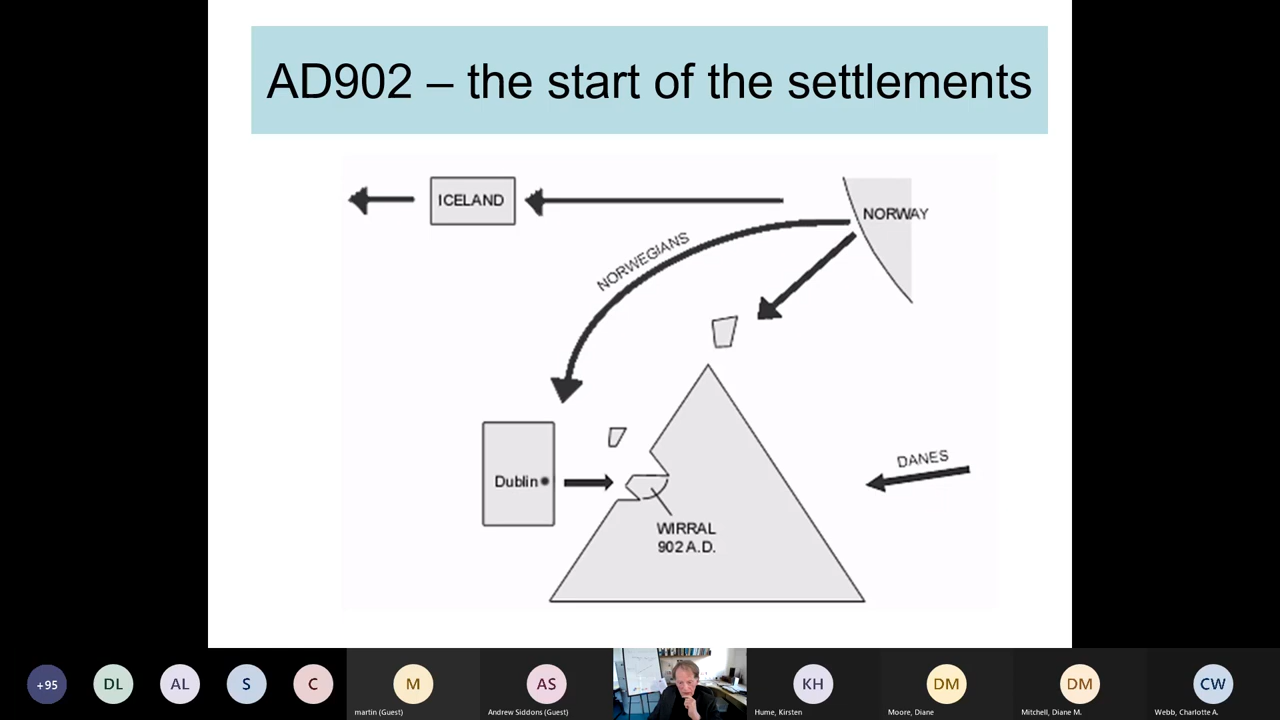 AD902 – the start of the settlements
ICELAND
NORWAY
NORWEGIANS
Dublin
DANES
WIRRAL
902 A.D.
+95
DL
AL
S
C
M
AS
KH
DM
DM
CW
martin (Guest)
Andrew Siddons (Guest)
Hume, Kirsten
Moore, Diane
Mitchell, Diane M.
Webb, Charlotte A.